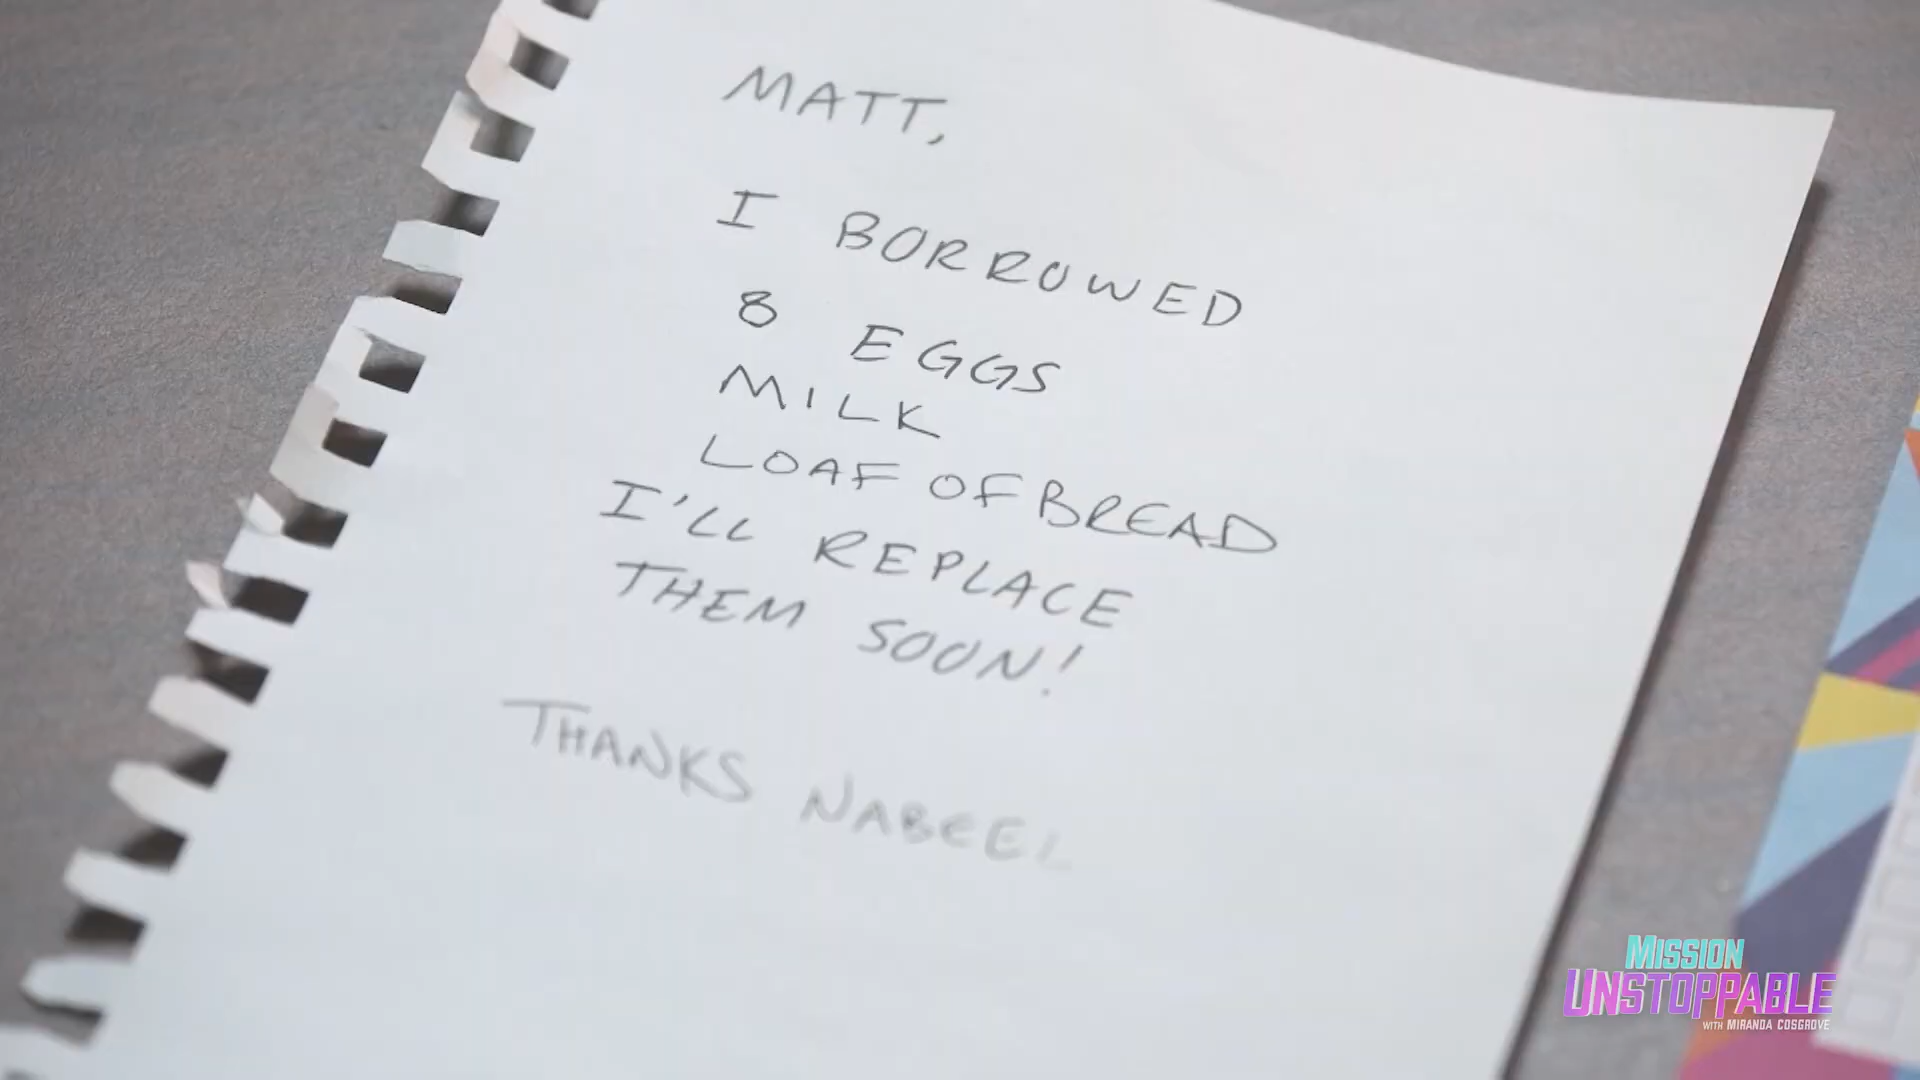 MATT,
I BORROWED
8 EGGS
MILK
LOAF OF BREAD
I'LL REPLACE
THEM SOON!
THANKS NABEEL
MISSION
UNSTOPPABLE
WITH MIRANDA COSGROVE